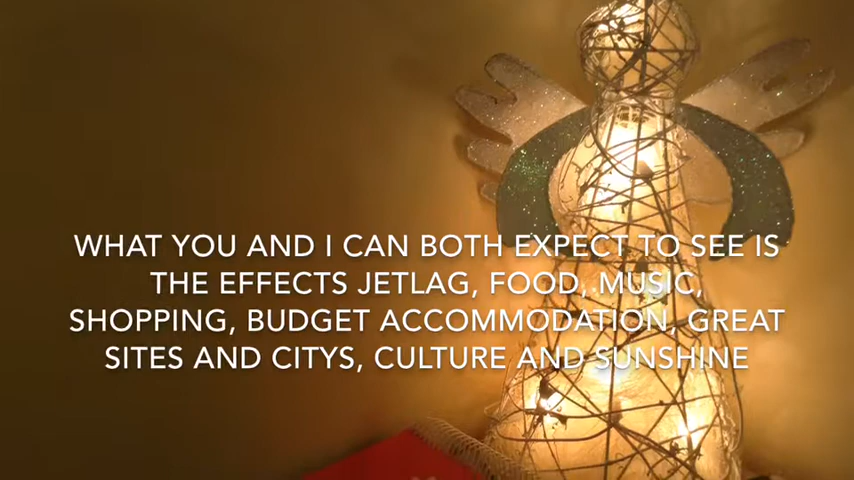 WHAT YOU AND I CAN BOTH EXPECT TO SEE IS
THE EFFECTS JETLAG, FOOD, MUSIC,
SHOPPING, BUDGET ACCOMMODATION, GREAT
SITES AND CITYS, CULTURE AND SUNSHINE